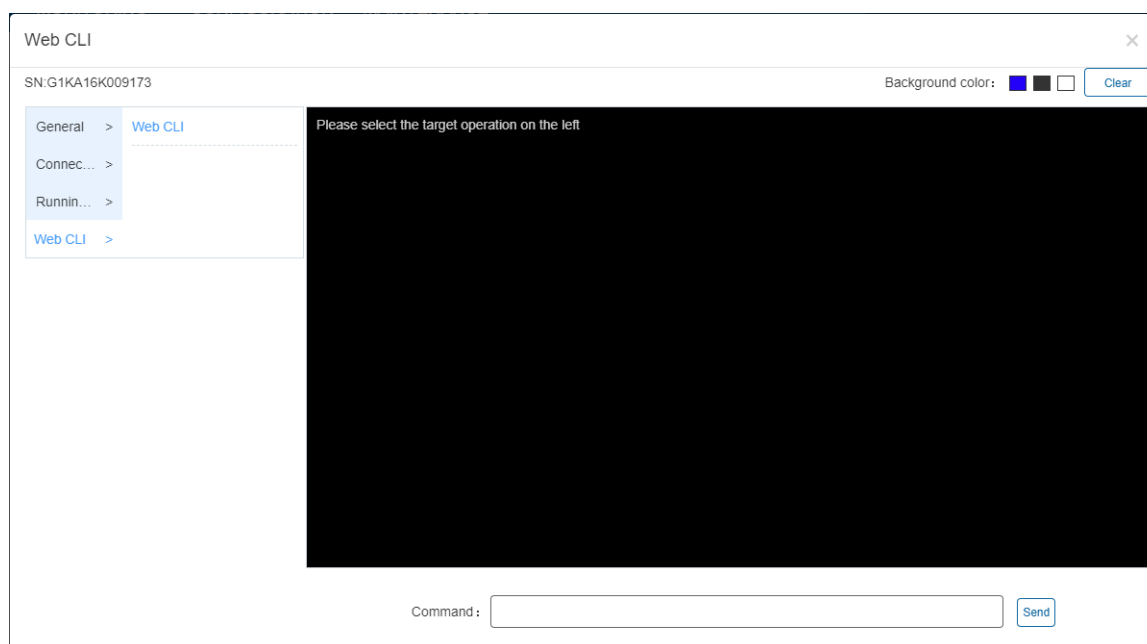 Web CLI
×
SN:G1KA16K009173
Background color:
Clear
General >
Connec... >
Runnin... >
Web CLI >
Web CLI
Please select the target operation on the left
Command:
Send